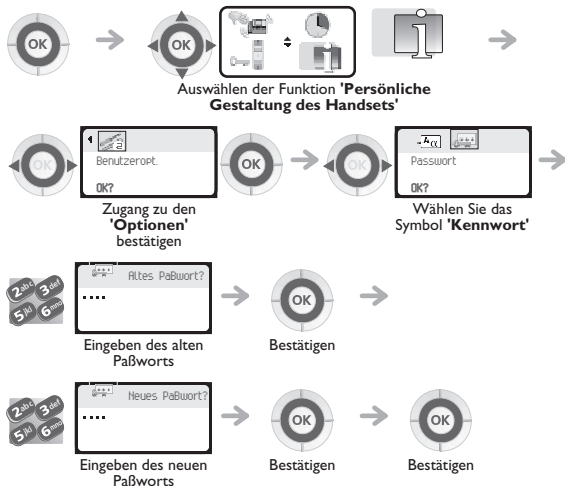 OK
OK
Auswählen der Funktion 'Persönliche
Gestaltung des Handsets'
OK
Benutzeropt.
OK?
OK
OK
Passwort
OK?
Zugang zu den
'Optionen'
bestätigen
Wählen Sie das
Symbol 'Kennwort'
2abc 3def
5jkl 6mno
Altes Paßwort?
OK
Eingeben des alten
Paßworts
Bestätigen
2abc 3def
5jkl 6mno
Neues Paßwort?
OK
OK
Eingeben des neuen
Paßworts
Bestätigen
Bestätigen